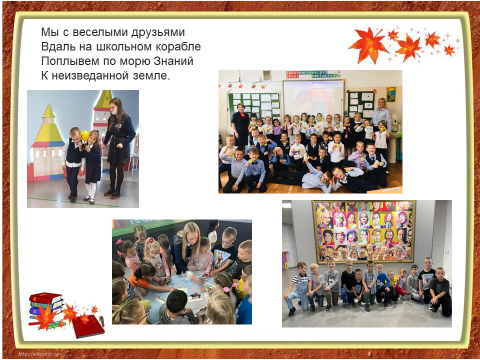 Мы с веселыми друзьями
Вдаль на школьном корабле
Поплывем по морю Знаний
К неизведанной земле.